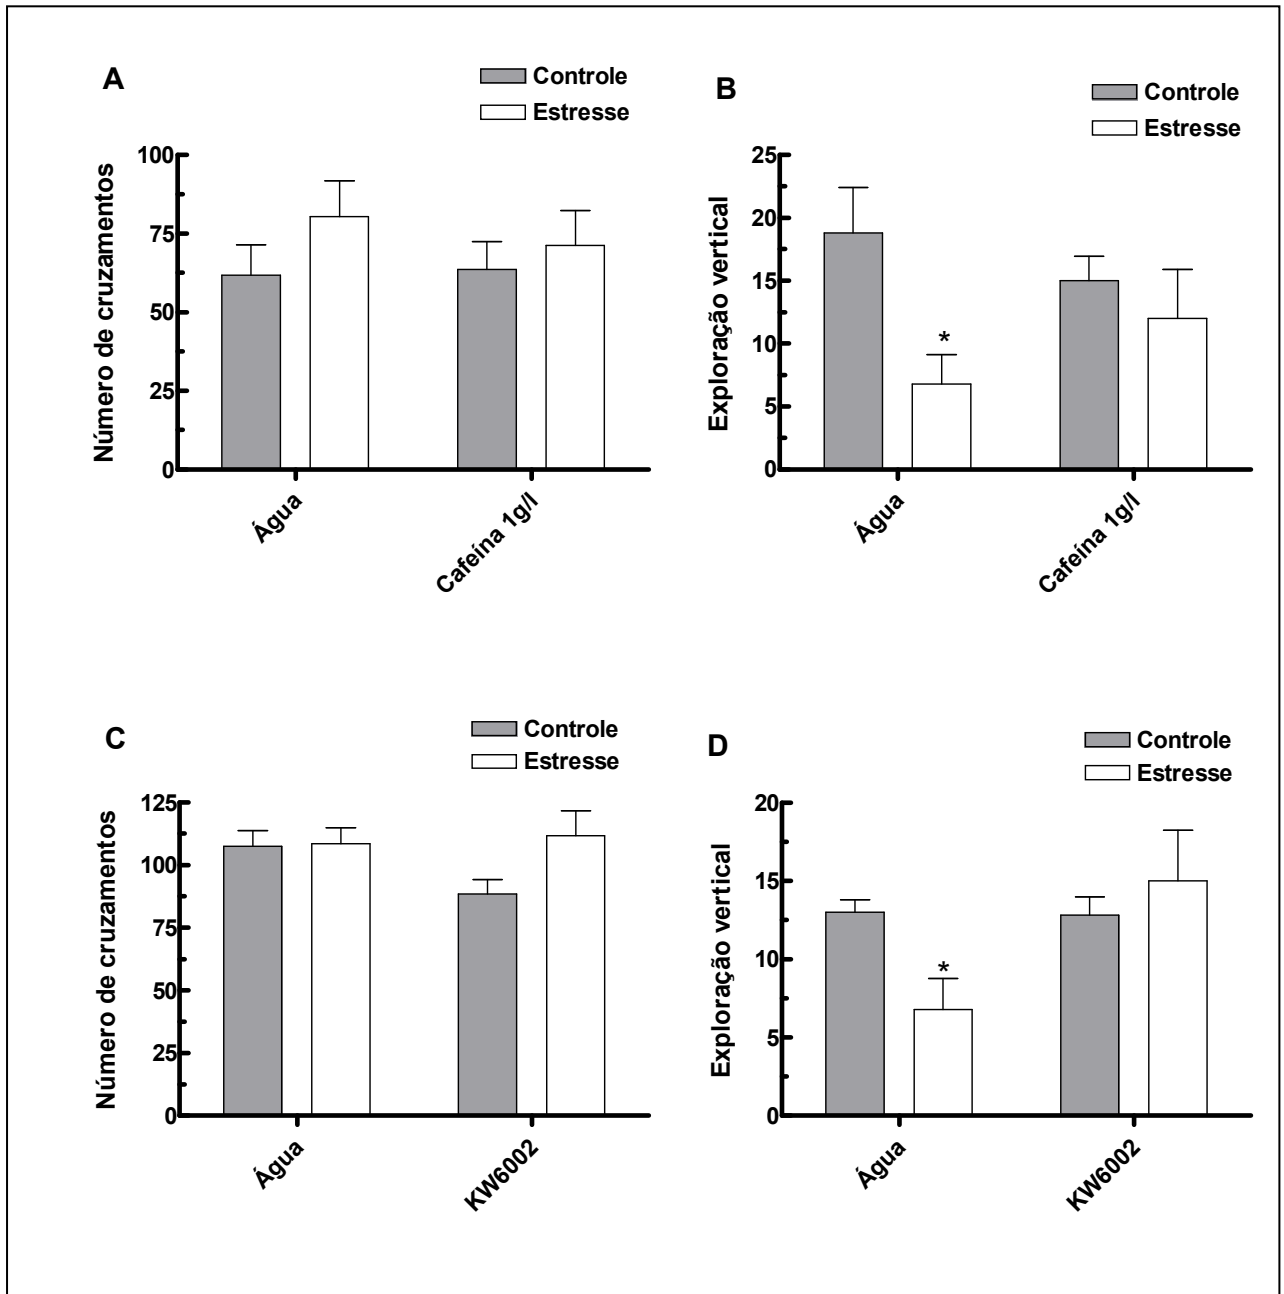 A
Controle
Estresse
Número de cruzamentos
100
75
50
25
0
Água
Cafeína 1g/l
B
Controle
Estresse
Exploração vertical
25
20
15
10
5
0
*
Água
Cafeína 1g/l
C
Controle
Estresse
Número de cruzamentos
125
100
75
50
25
0
Água
KW6002
D
Controle
Estresse
Exploração vertical
20
15
10
5
0
*
Água
KW6002